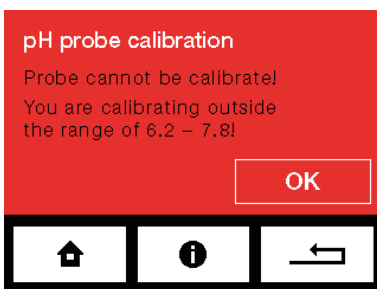 pH probe calibration
Probe cannot be calibrate!
You are calibrating outside
the range of 6.2 – 7.8!
OK